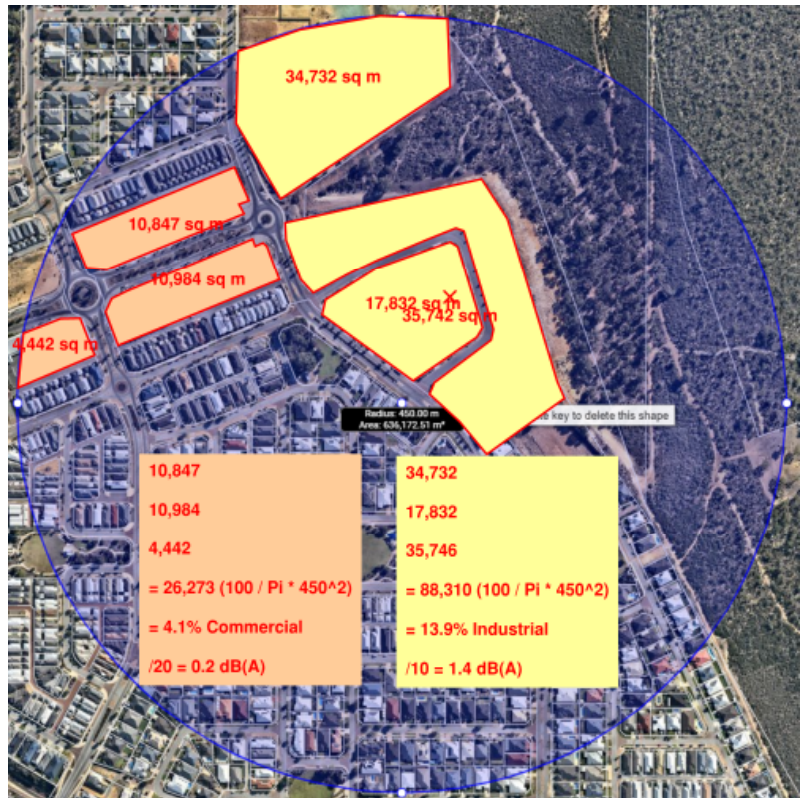 34,732 sq m
10,847 sq m
10,984 sq m
17,832 sq m
35,742 sq m
4,442 sq m
Radius: 450.00 m
Area: 636,172.51 m²
key to delete this shape
10,847
10,984
4,442
= 26,273 (100 / Pi * 450^2)
= 4.1% Commercial
/20 = 0.2 dB(A)
34,732
17,832
35,746
= 88,310 (100 / Pi * 450^2)
= 13.9% Industrial
/10 = 1.4 dB(A)